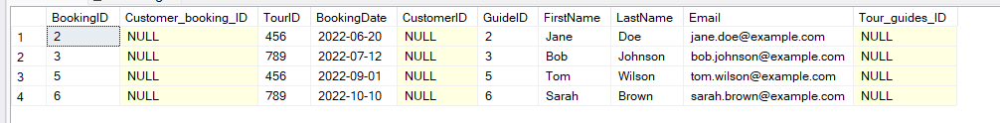 BookingID Customer_booking_ID TourID BookingDate CustomerID GuideID FirstName LastName Email Tour_guides_ID
1 2 NULL 456 2022-06-20 NULL 2 Jane Doe jane.doe@example.com NULL
2 3 NULL 789 2022-07-12 NULL 3 Bob Johnson bob.johnson@example.com NULL
3 5 NULL 456 2022-09-01 NULL 5 Tom Wilson tom.wilson@example.com NULL
4 6 NULL 789 2022-10-10 NULL 6 Sarah Brown sarah.brown@example.com NULL